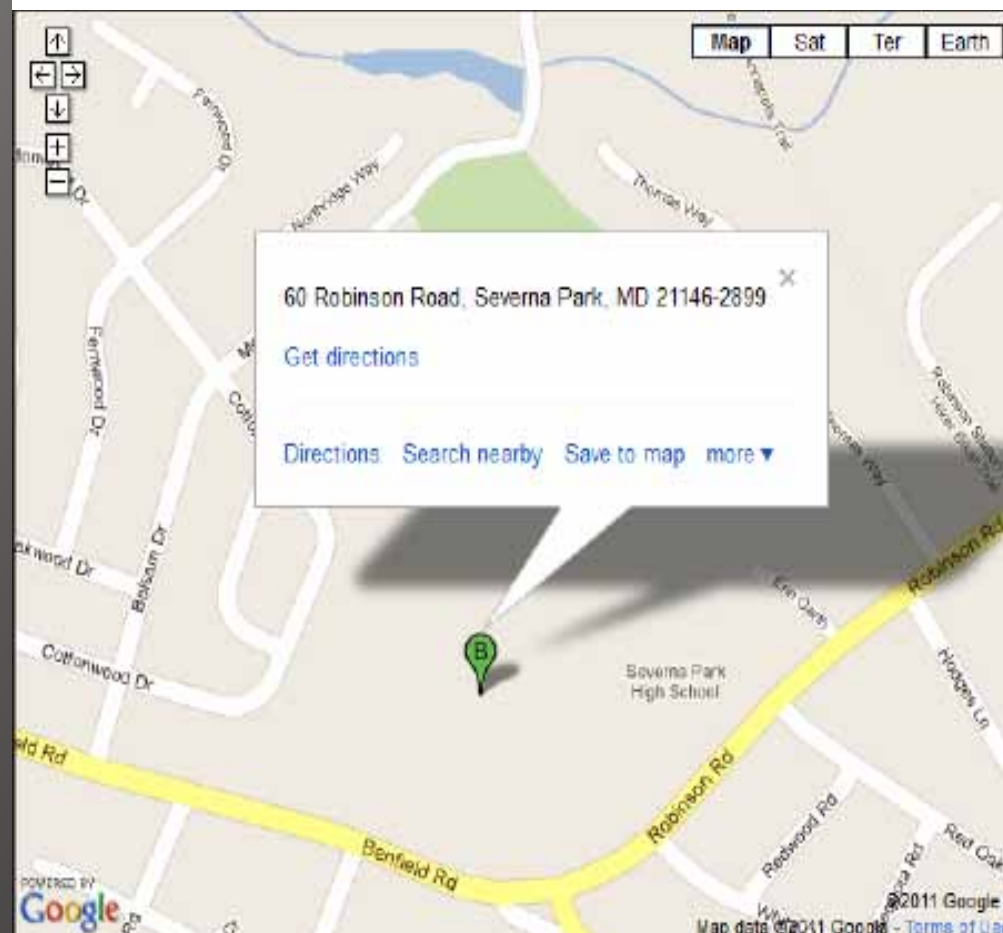 Map Sat Ter Earth
Fernwood Dr
Northridge Way
Thomas Way
60 Robinson Road, Severna Park, MD 21146-2899
Get directions
Directions Search nearby Save to map more ▾
Fernwood Dr
Balsam Dr
Robinson Rd
Erin Garth
Cottonwood Dr
B
Severna Park
High School
Hodges Ln
Robinson Rd
Redwood Rd
Benfield Rd
POWERED BY
Google
©2011 Google
Map data ©2011 Google - Terms of Use